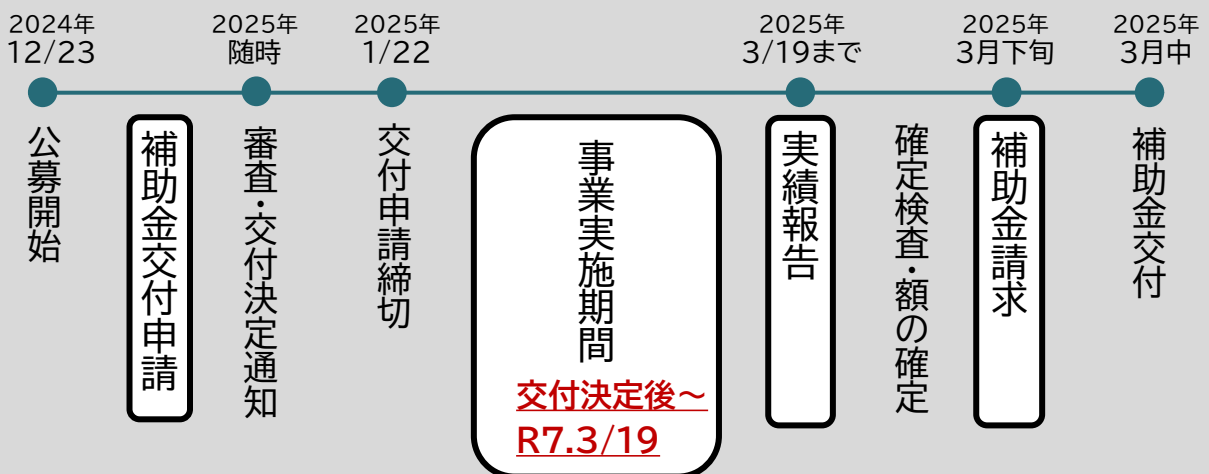 2024年
12/23
2025年
随時
2025年
1/22
2025年
3/19まで
2025年
3月下旬
2025年
3月中
公募開始
補助金交付申請
審査・交付決定通知
交付申請締切
事業実施期間
交付決定後～
R7.3/19
実績報告
確定検査・額の確定
補助金請求
補助金交付